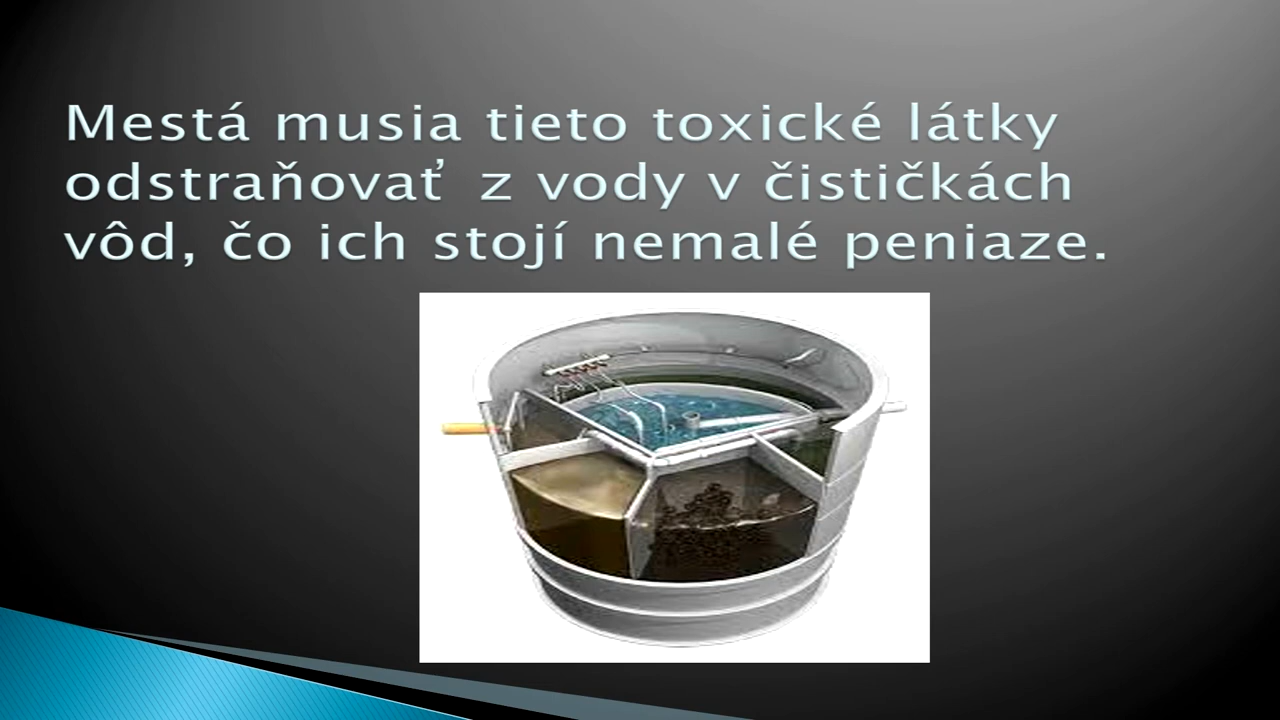 Mestá musia tieto toxické látky
odstraňovať z vody v čističkách
vôd, čo ich stojí nemalé peniaze.